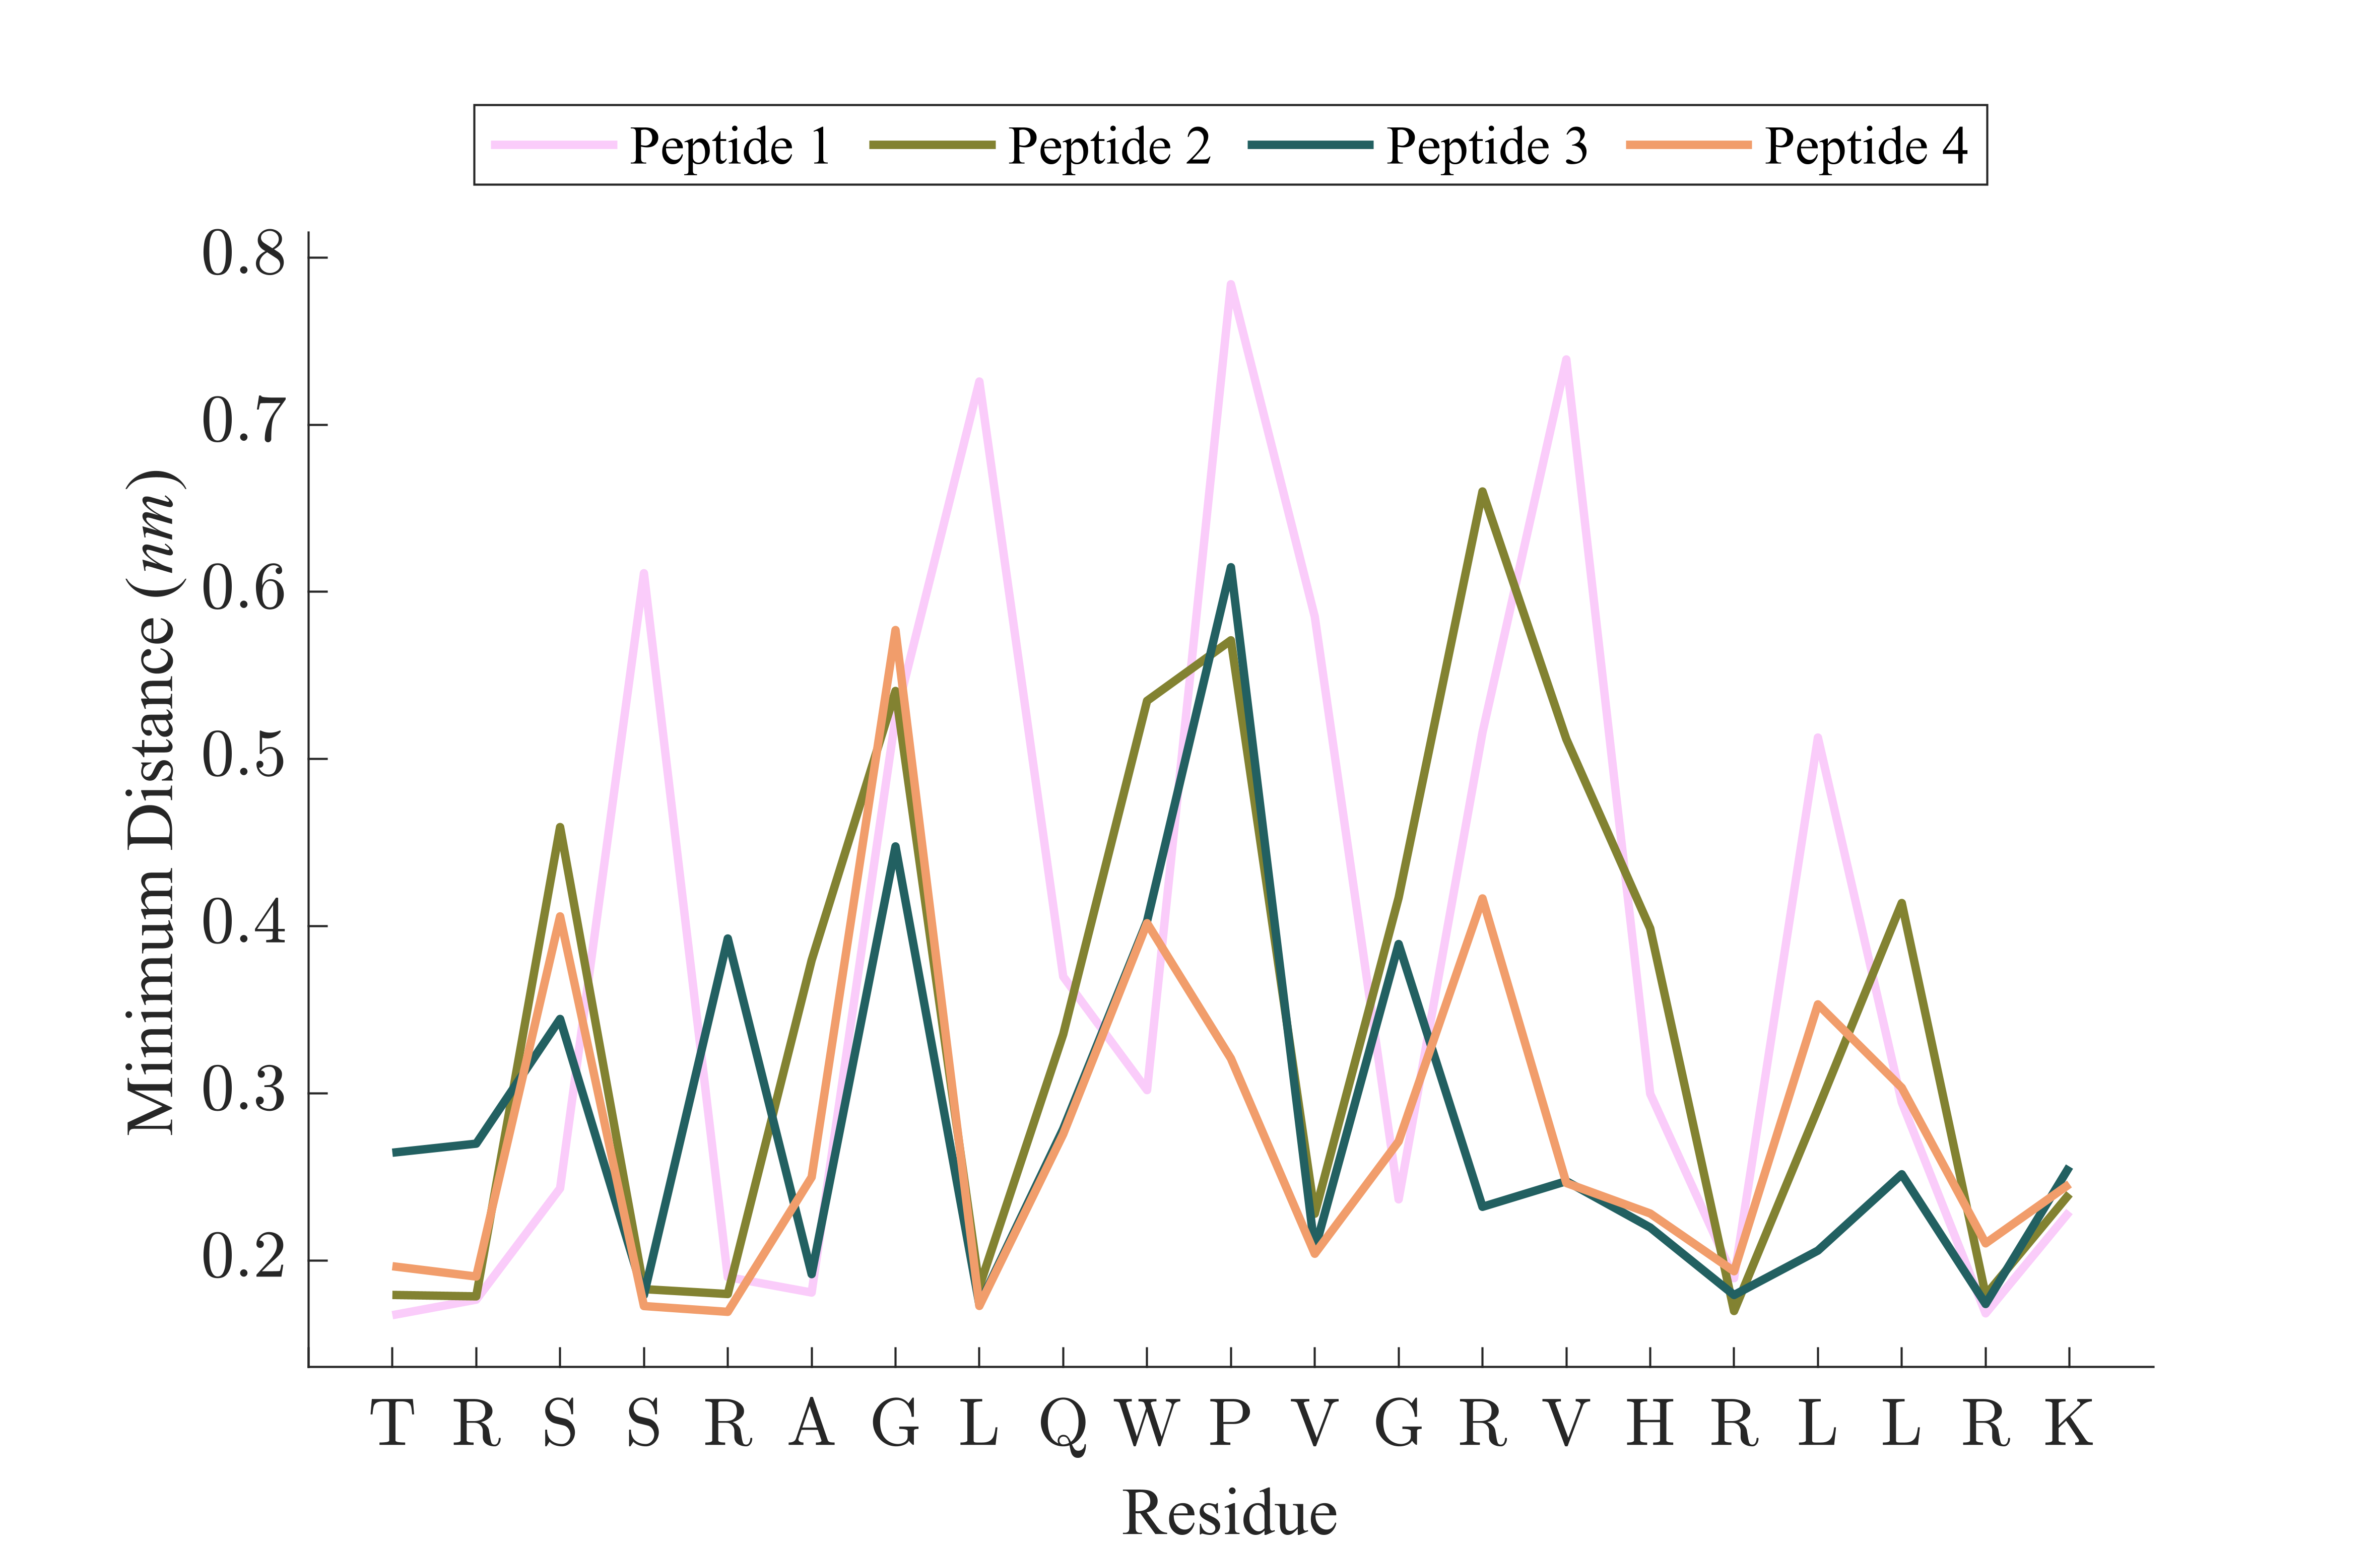 Peptide 1 Peptide 2 Peptide 3 Peptide 4
0.8
0.7
0.6
0.5
0.4
0.3
0.2
Minimum Distance (nm)
T R S S R A G L Q W P V G R V H R L L R K
Residue